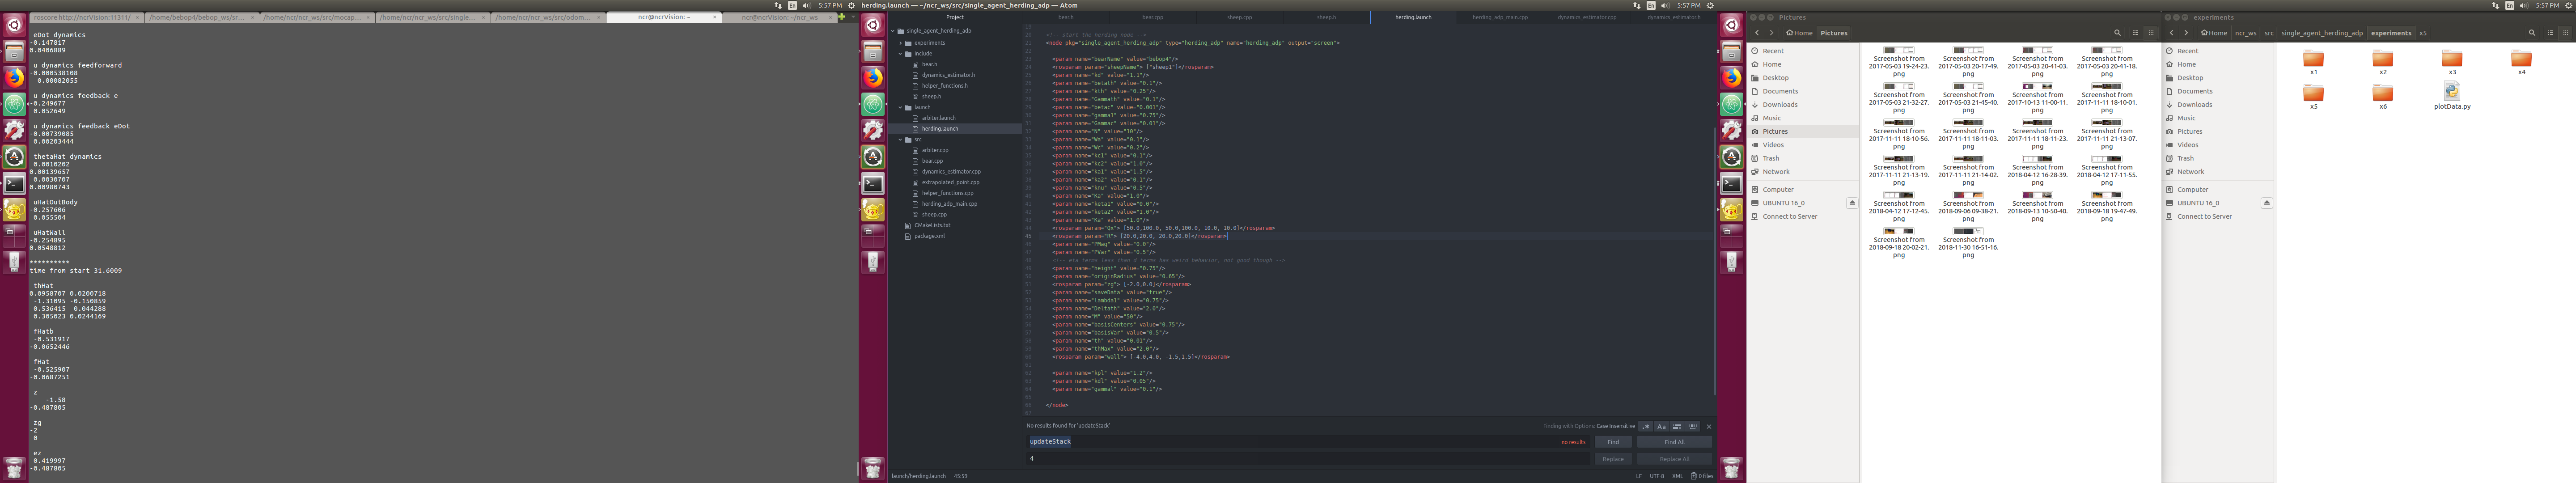 5:57 PM
roscore http://ncrVision:11311/
/home/bebop4/bebop_ws/sr...
/home/ncr/ncr_ws/src/mocap...
/home/ncr/ncr_ws/src/single...
/home/ncr/ncr_ws/src/odom...
ncr@ncrVision: ~
ncr@ncrVision: ~/ncr_ws
eDot dynamics
-0.147817
0.0406889
u dynamics feedforward
-0.000538108
0.00082055
u dynamics feedback e
-0.249677
0.052649
u dynamics feedback eDot
-0.00739085
0.00203444
thetaHat dynamics
0.0010202
0.00139657
0.0030707
0.00980743
uHatOutBody
-0.257606
0.055504
uHatWall
-0.254895
0.0548812
**********
time from start 31.6009
thHat
0.0958707 0.0200718
-1.31095 -0.150859
0.536415 0.044288
0.305023 0.0244169
fHatb
-0.531917
-0.0652446
fHat
-0.525907
-0.0687251
z
-1.58
-0.487805
zg
-2
0
ez
0.419997
-0.487805
herding.launch — ~/ncr_ws/src/single_agent_herding_adp — Atom
5:57 PM
Project
single_agent_herding_adp
experiments
include
bear.h
dynamics_estimator.h
helper_functions.h
sheep.h
launch
arbiter.launch
herding.launch
src
arbiter.cpp
bear.cpp
dynamics_estimator.cpp
extrapolated_point.cpp
helper_functions.cpp
herding_adp_main.cpp
sheep.cpp
CMakeLists.txt
package.xml
bear.h
bear.cpp
sheep.cpp
sheep.h
herding.launch
herding_adp_main.cpp
dynamics_estimator.cpp
dynamics_estimator.h
<!-- start the herding node -->
<node pkg="single_agent_herding_adp" type="herding_adp" name="herding_adp" output="screen">
<param name="bearName" value="bebop4"/>
<rosparam param="sheepName"> ["sheep1"]</rosparam>
<param name="kd" value="1.1"/>
<param name="betath" value="0.1"/>
<param name="kth" value="0.25"/>
<param name="Gammath" value="0.1"/>
<param name="betac" value="0.001"/>
<param name="gamma1" value="0.75"/>
<param name="Gammac" value="0.01"/>
<param name="N" value="10"/>
<param name="Wa" value="0.1"/>
<param name="Wc" value="0.2"/>
<param name="kc1" value="0.1"/>
<param name="kc2" value="1.0"/>
<param name="ka1" value="1.5"/>
<param name="ka2" value="0.1"/>
<param name="knu" value="0.5"/>
<param name="Ka" value="1.0"/>
<param name="keta1" value="0.0"/>
<param name="keta2" value="1.0"/>
<param name="Ka" value="1.0"/>
<rosparam param="Qx"> [50.0,100.0, 50.0,100.0, 10.0, 10.0]</rosparam>
<rosparam param="R"> [20.0,20.0, 20.0,20.0]</rosparam>
<param name="PMag" value="0.0"/>
<param name="PVar" value="0.5"/>
<!-- eta terms less than d terms has weird behavior, not good though -->
<param name="height" value="0.75"/>
<param name="originRadius" value="0.65"/>
<rosparam param="zg"> [-2.0,0.0]</rosparam>
<param name="saveData" value="true"/>
<param name="lambda1" value="0.75"/>
<param name="Deltath" value="2.0"/>
<param name="M" value="50"/>
<param name="basisCenters" value="0.75"/>
<param name="basisVar" value="0.5"/>
<param name="th" value="0.01"/>
<param name="thMax" value="2.0"/>
<rosparam param="wall"> [-4.0,4.0, -1.5,1.5]</rosparam>
<param name="kpl" value="1.2"/>
<param name="kdl" value="0.05"/>
<param name="gammal" value="0.1"/>
</node>
No results found for 'updateStack'
Finding with Options: Case Insensitive
updateStack
no results
Find
Find All
4
Replace
Replace All
launch/herding.launch 45:59
LF UTF-8 XML 0 files
5:57 PM
Pictures
Home Pictures
Recent
Home
Desktop
Documents
Downloads
Music
Pictures
Videos
Trash
Network
Computer
UBUNTU 16_0
Connect to Server
Screenshot from 2017-05-03 19-24-23.png
Screenshot from 2017-05-03 20-17-49.png
Screenshot from 2017-05-03 20-41-03.png
Screenshot from 2017-05-03 20-41-18.png
Screenshot from 2017-05-03 21-32-27.png
Screenshot from 2017-05-03 21-45-40.png
Screenshot from 2017-10-13 11-00-11.png
Screenshot from 2017-11-11 18-10-01.png
Screenshot from 2017-11-11 18-10-56.png
Screenshot from 2017-11-11 18-11-03.png
Screenshot from 2017-11-11 18-11-23.png
Screenshot from 2017-11-11 21-13-07.png
Screenshot from 2017-11-11 21-13-19.png
Screenshot from 2017-11-11 21-14-02.png
Screenshot from 2018-04-12 16-28-39.png
Screenshot from 2018-04-12 17-11-55.png
Screenshot from 2018-04-12 17-12-45.png
Screenshot from 2018-09-06 09-38-21.png
Screenshot from 2018-09-13 10-50-40.png
Screenshot from 2018-09-18 19-47-49.png
Screenshot from 2018-09-18 20-02-21.png
Screenshot from 2018-11-30 16-51-16.png
5:57 PM
experiments
Home ncr_ws src single_agent_herding_adp experiments x5
Recent
Home
Desktop
Documents
Downloads
Music
Pictures
Videos
Trash
Network
Computer
UBUNTU 16_0
Connect to Server
x1
x2
x3
x4
x5
x6
plotData.py